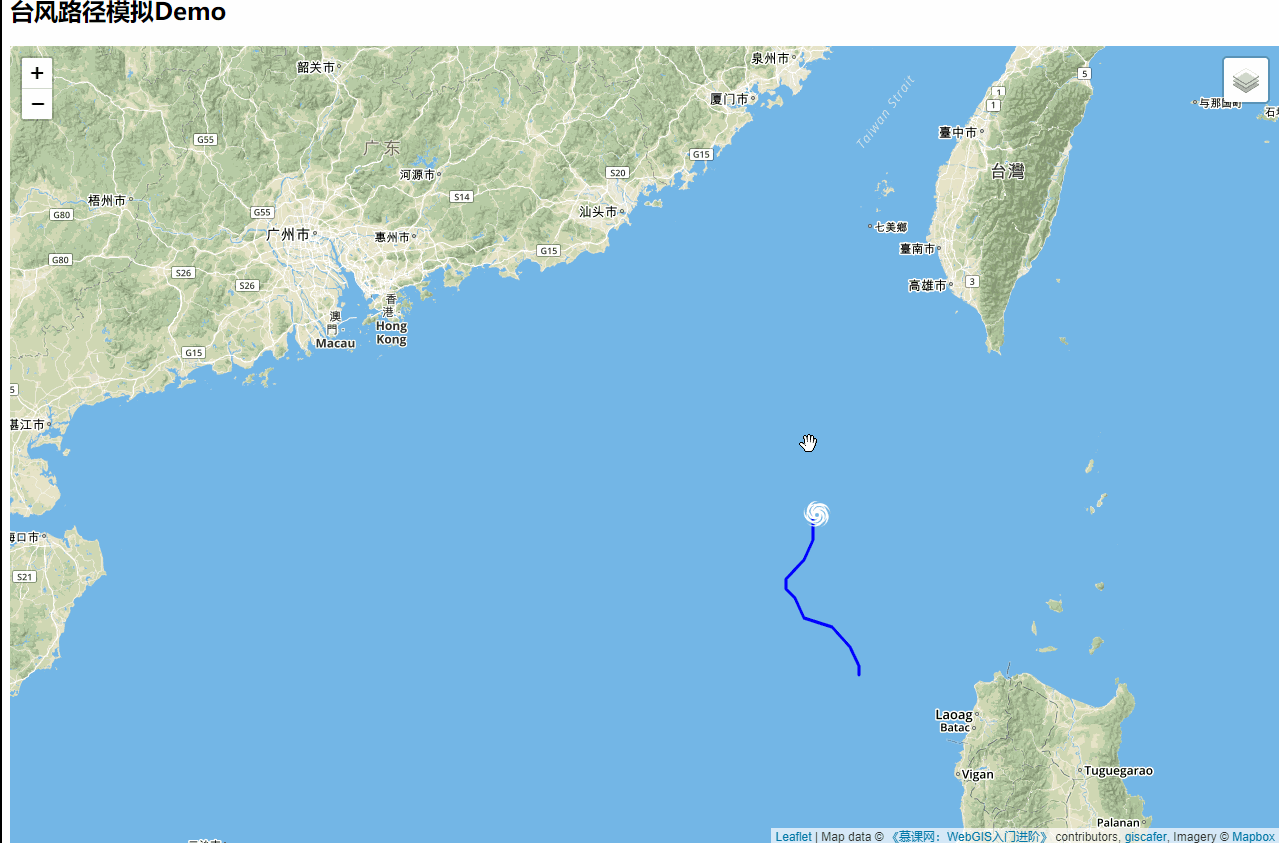 台风路径模拟Demo
泉州市
韶关市
+
5
厦门市
1
与那国町
−
1
Taiwan Strait
臺中市
G55
广东
G15
台灣
河源市
S20
S14
梧州市
G80
G55
汕头市
七美鄉
广州市
惠州市
臺南市
G15
G80
S26
S26
3
高雄市
香
港
澳
門
Hong
Kong
Macau
G15
5
湛江市
海口市
S21
Laoag
Batac
Vigan
Tuguegarao
Palanan
Leaflet | Map data © 《慕课网：WebGIS入门进阶》 contributors, giscafer, Imagery © Mapbox